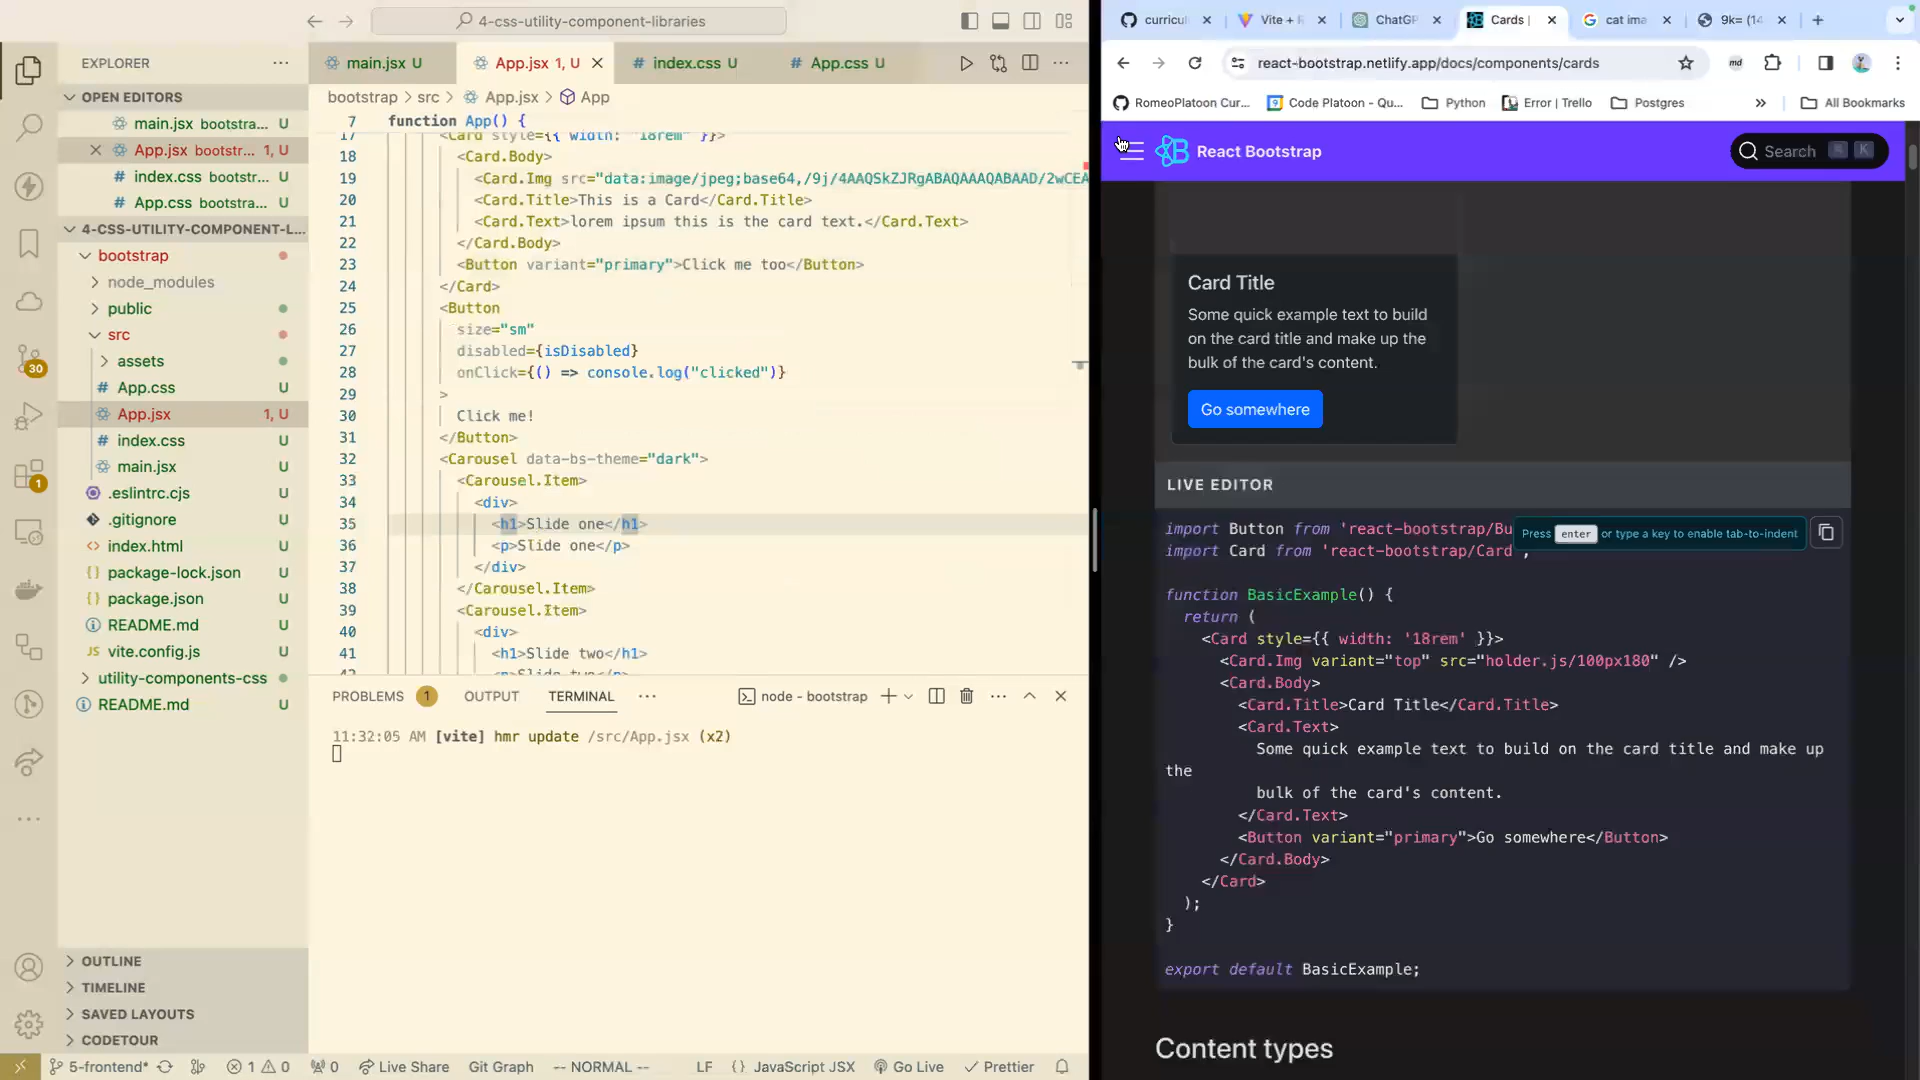 4-css-utility-component-libraries
EXPLORER
OPEN EDITORS
main.jsx bootstra... U
App.jsx bootstr... 1, U
index.css bootstr... U
App.css bootstra... U
4-CSS-UTILITY-COMPONENT-L...
bootstrap
node_modules
public
src
assets
App.css U
App.jsx 1, U
index.css U
main.jsx U
.eslintrc.cjs U
.gitignore U
index.html U
package-lock.json U
package.json U
README.md U
vite.config.js U
utility-components-css
README.md U
OUTLINE
TIMELINE
SAVED LAYOUTS
CODETOUR
30
1
main.jsx U
App.jsx 1, U
index.css U
App.css U
bootstrap > src > App.jsx > App
7 function App() {
17 <Card style={{ width: "18rem" }}>
18 <Card.Body>
19 <Card.Img src="data:image/jpeg;base64,/9j/4AAQSkZJRgABAQAAAQABAAD/2wCEA
20 <Card.Title>This is a Card</Card.Title>
21 <Card.Text>lorem ipsum this is the card text.</Card.Text>
22 </Card.Body>
23 <Button variant="primary">Click me too</Button>
24 </Card>
25 <Button
26 size="sm"
27 disabled={isDisabled}
28 onClick={() => console.log("clicked")}
29 >
30 Click me!
31 </Button>
32 <Carousel data-bs-theme="dark">
33 <Carousel.Item>
34 <div>
35 <h1>Slide one</h1>
36 <p>Slide one</p>
37 </div>
38 </Carousel.Item>
39 <Carousel.Item>
40 <div>
41 <h1>Slide two</h1>
PROBLEMS 1 OUTPUT TERMINAL ... node - bootstrap
11:32:05 AM [vite] hmr update /src/App.jsx (x2)
5-frontend* 1 0 0 Live Share Git Graph -- NORMAL -- LF {} JavaScript JSX Go Live Prettier
curricul
Vite + R
ChatGP
Cards |
cat ima
9k= (14
react-bootstrap.netlify.app/docs/components/cards
RomeoPlatoon Cur...
Code Platoon - Qu...
Python
Error | Trello
Postgres
»
All Bookmarks
React Bootstrap
Search K
Card Title
Some quick example text to build
on the card title and make up the
bulk of the card's content.
Go somewhere
LIVE EDITOR
Press enter or type a key to enable tab-to-indent
import Button from 'react-bootstrap/Bu
import Card from 'react-bootstrap/Card';
function BasicExample() {
return (
<Card style={{ width: '18rem' }}>
<Card.Img variant="top" src="holder.js/100px180" />
<Card.Body>
<Card.Title>Card Title</Card.Title>
<Card.Text>
Some quick example text to build on the card title and make up
the
bulk of the card's content.
</Card.Text>
<Button variant="primary">Go somewhere</Button>
</Card.Body>
</Card>
);
}
export default BasicExample;
Content types